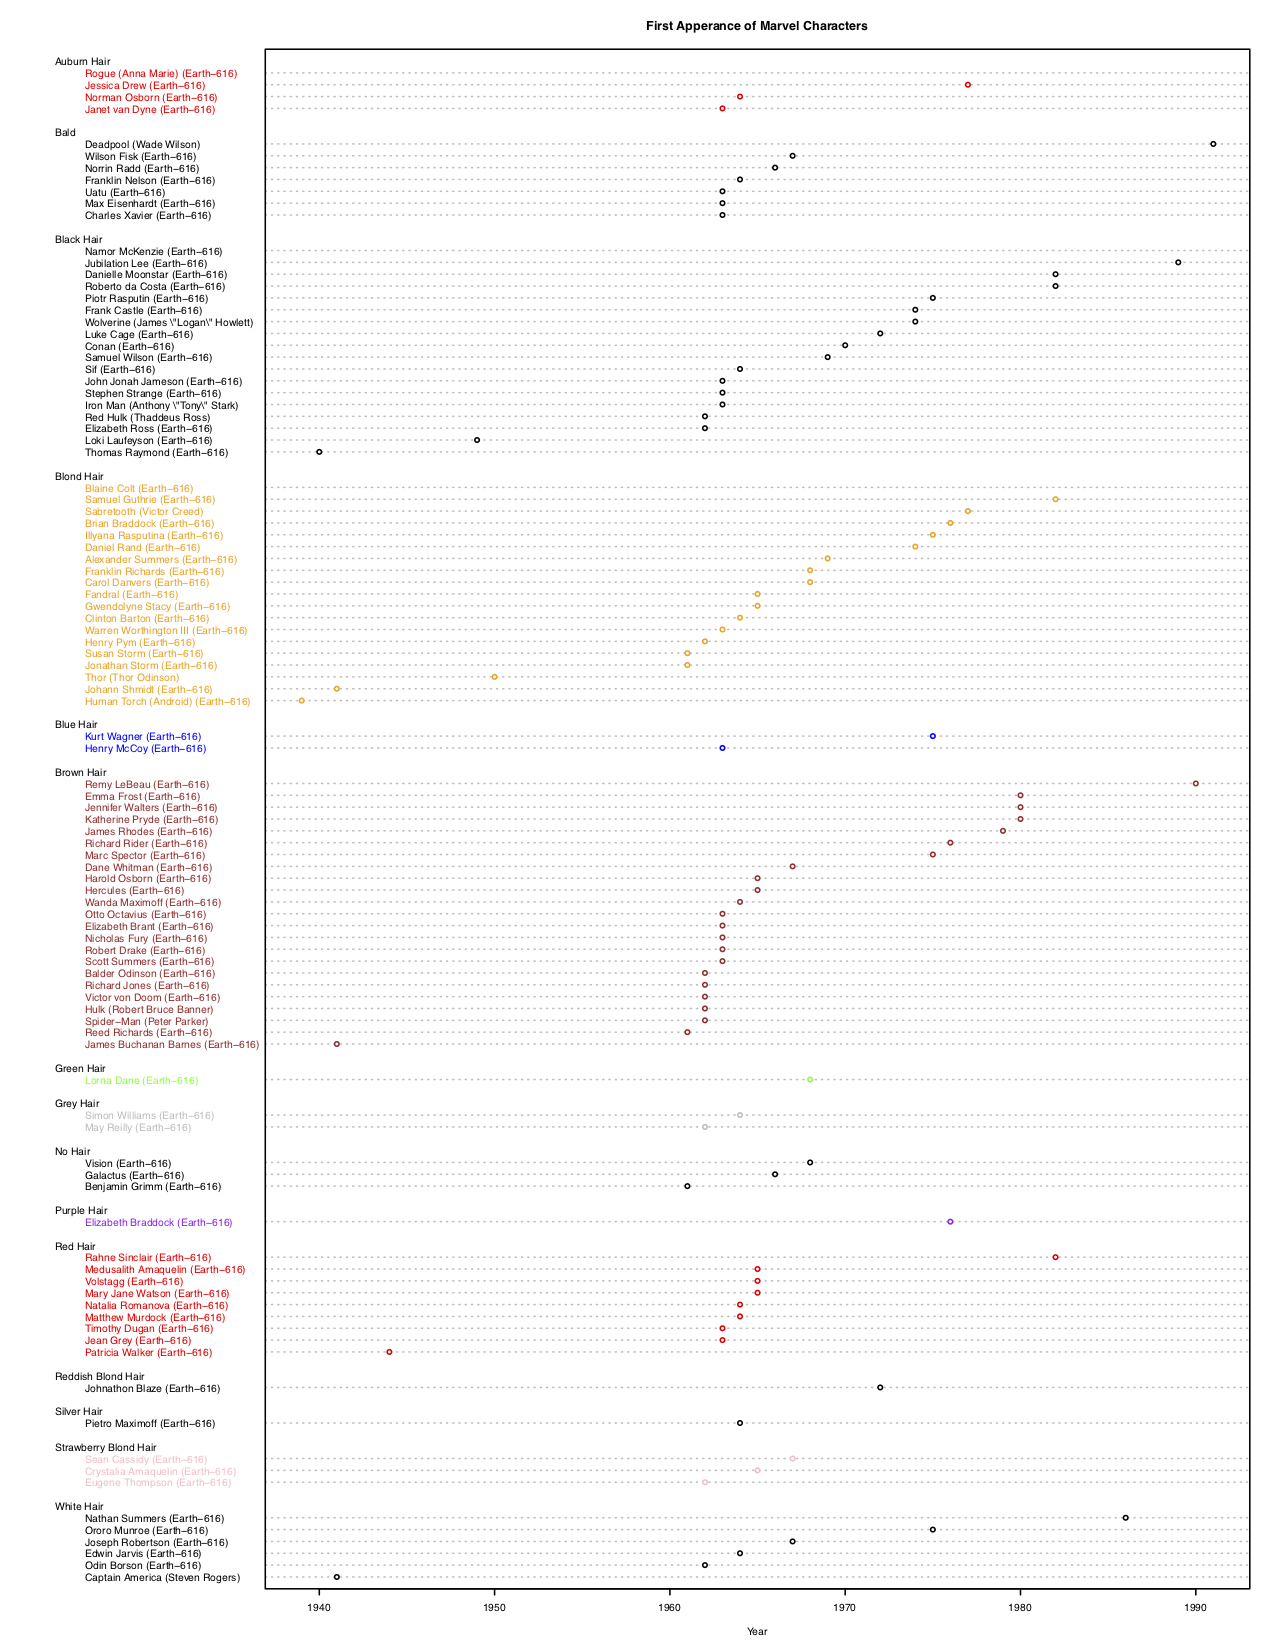 First Apperance of Marvel Characters
Auburn Hair
Rogue (Anna Marie) (Earth−616)
Jessica Drew (Earth−616)
Norman Osborn (Earth−616)
Janet van Dyne (Earth−616)
Bald
Deadpool (Wade Wilson)
Wilson Fisk (Earth−616)
Norrin Radd (Earth−616)
Franklin Nelson (Earth−616)
Uatu (Earth−616)
Max Eisenhardt (Earth−616)
Charles Xavier (Earth−616)
Black Hair
Namor McKenzie (Earth−616)
Jubilation Lee (Earth−616)
Danielle Moonstar (Earth−616)
Roberto da Costa (Earth−616)
Piotr Rasputin (Earth−616)
Frank Castle (Earth−616)
Wolverine (James \"Logan\" Howlett)
Luke Cage (Earth−616)
Conan (Earth−616)
Samuel Wilson (Earth−616)
Sif (Earth−616)
John Jonah Jameson (Earth−616)
Stephen Strange (Earth−616)
Iron Man (Anthony \"Tony\" Stark)
Red Hulk (Thaddeus Ross)
Elizabeth Ross (Earth−616)
Loki Laufeyson (Earth−616)
Thomas Raymond (Earth−616)
Blond Hair
Blaine Colt (Earth−616)
Samuel Guthrie (Earth−616)
Sabretooth (Victor Creed)
Brian Braddock (Earth−616)
Illyana Rasputina (Earth−616)
Daniel Rand (Earth−616)
Alexander Summers (Earth−616)
Franklin Richards (Earth−616)
Carol Danvers (Earth−616)
Fandral (Earth−616)
Gwendolyne Stacy (Earth−616)
Clinton Barton (Earth−616)
Warren Worthington III (Earth−616)
Henry Pym (Earth−616)
Susan Storm (Earth−616)
Jonathan Storm (Earth−616)
Thor (Thor Odinson)
Johann Shmidt (Earth−616)
Human Torch (Android) (Earth−616)
Blue Hair
Kurt Wagner (Earth−616)
Henry McCoy (Earth−616)
Brown Hair
Remy LeBeau (Earth−616)
Emma Frost (Earth−616)
Jennifer Walters (Earth−616)
Katherine Pryde (Earth−616)
James Rhodes (Earth−616)
Richard Rider (Earth−616)
Marc Spector (Earth−616)
Dane Whitman (Earth−616)
Harold Osborn (Earth−616)
Hercules (Earth−616)
Wanda Maximoff (Earth−616)
Otto Octavius (Earth−616)
Elizabeth Brant (Earth−616)
Nicholas Fury (Earth−616)
Robert Drake (Earth−616)
Scott Summers (Earth−616)
Balder Odinson (Earth−616)
Richard Jones (Earth−616)
Victor von Doom (Earth−616)
Hulk (Robert Bruce Banner)
Spider−Man (Peter Parker)
Reed Richards (Earth−616)
James Buchanan Barnes (Earth−616)
Green Hair
Lorna Dane (Earth−616)
Grey Hair
Simon Williams (Earth−616)
May Reilly (Earth−616)
No Hair
Vision (Earth−616)
Galactus (Earth−616)
Benjamin Grimm (Earth−616)
Purple Hair
Elizabeth Braddock (Earth−616)
Red Hair
Rahne Sinclair (Earth−616)
Medusalith Amaquelin (Earth−616)
Volstagg (Earth−616)
Mary Jane Watson (Earth−616)
Natalia Romanova (Earth−616)
Matthew Murdock (Earth−616)
Timothy Dugan (Earth−616)
Jean Grey (Earth−616)
Patricia Walker (Earth−616)
Reddish Blond Hair
Johnathon Blaze (Earth−616)
Silver Hair
Pietro Maximoff (Earth−616)
Strawberry Blond Hair
Sean Cassidy (Earth−616)
Crystalia Amaquelin (Earth−616)
Eugene Thompson (Earth−616)
White Hair
Nathan Summers (Earth−616)
Ororo Munroe (Earth−616)
Joseph Robertson (Earth−616)
Edwin Jarvis (Earth−616)
Odin Borson (Earth−616)
Captain America (Steven Rogers)
1940 1950 1960 1970 1980 1990
Year